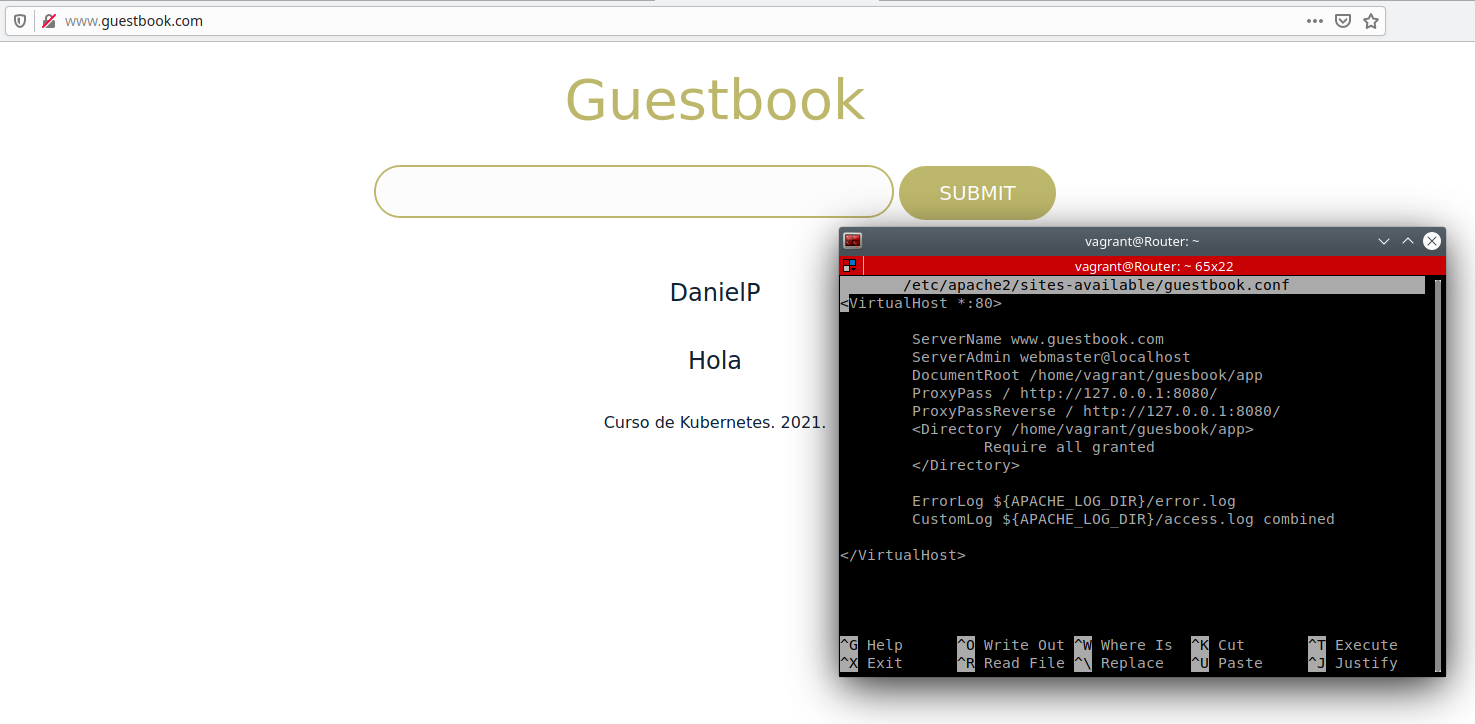 www.guestbook.com
Guestbook
SUBMIT
DanielP
Hola
Curso de Kubernetes. 2021.
vagrant@Router: ~
vagrant@Router: ~ 65x22
/etc/apache2/sites-available/guestbook.conf
<VirtualHost *:80>
ServerName www.guestbook.com
ServerAdmin webmaster@localhost
DocumentRoot /home/vagrant/guesbook/app
ProxyPass / http://127.0.0.1:8080/
ProxyPassReverse / http://127.0.0.1:8080/
<Directory /home/vagrant/guesbook/app>
Require all granted
</Directory>
ErrorLog ${APACHE_LOG_DIR}/error.log
CustomLog ${APACHE_LOG_DIR}/access.log combined
</VirtualHost>
^G Help ^O Write Out ^W Where Is ^K Cut ^T Execute
^X Exit ^R Read File ^\ Replace ^U Paste ^J Justify